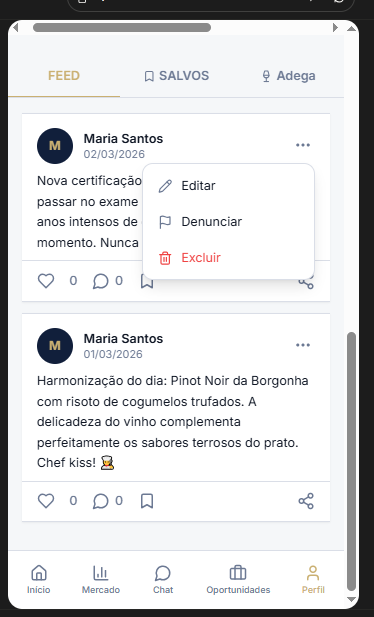 FEED
SALVOS
Adega
M
Maria Santos
02/03/2026
Nova certificação
passar no exame
anos intensos de
momento. Nunca
Editar
Denunciar
Excluir
0
0
M
Maria Santos
01/03/2026
Harmonização do dia: Pinot Noir da Borgonha
com risoto de cogumelos trufados. A
delicadeza do vinho complementa
perfeitamente os sabores terrosos do prato.
Chef kiss! 👩‍🍳
0
0
Início
Mercado
Chat
Oportunidades
Perfil